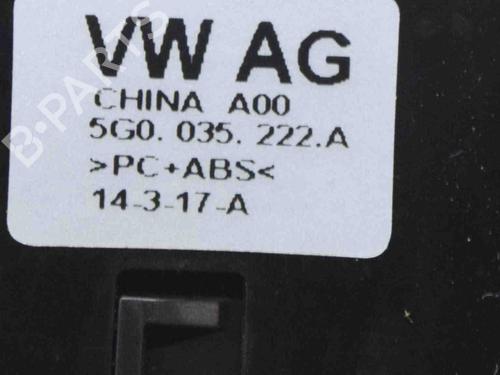 VW AG
CHINA A00
5G0. 035. 222.A
>PC+ABS<
14-3-17-A
B-PARTS